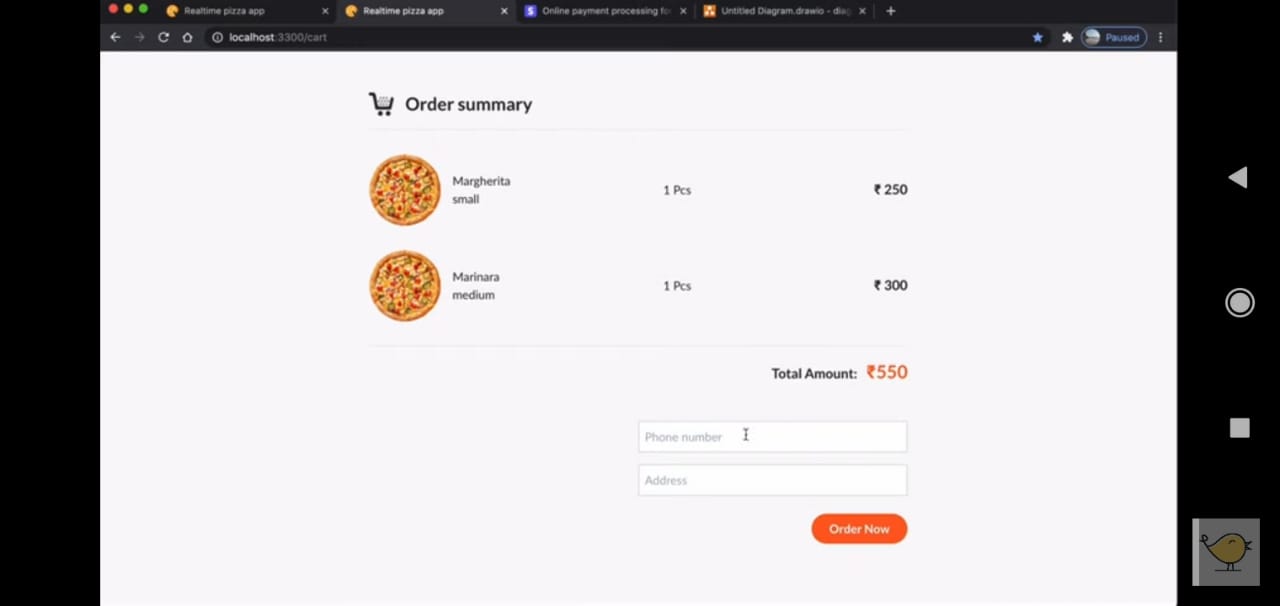 Realtime pizza app
Realtime pizza app
Online payment processing fo
Untitled Diagram.drawio - dia
localhost:3300/cart
Paused
Order summary
Margherita
small
1 Pcs
₹ 250
Marinara
medium
1 Pcs
₹ 300
Total Amount: ₹550
Phone number
Address
Order Now